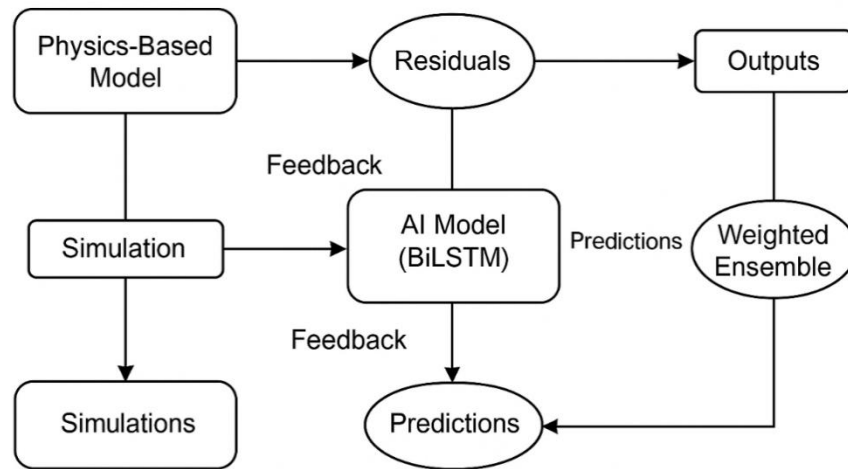 Physics-Based
Model
Residuals
Outputs
Feedback
Simulation
AI Model
(BiLSTM)
Predictions
Weighted
Ensemble
Feedback
Simulations
Predictions